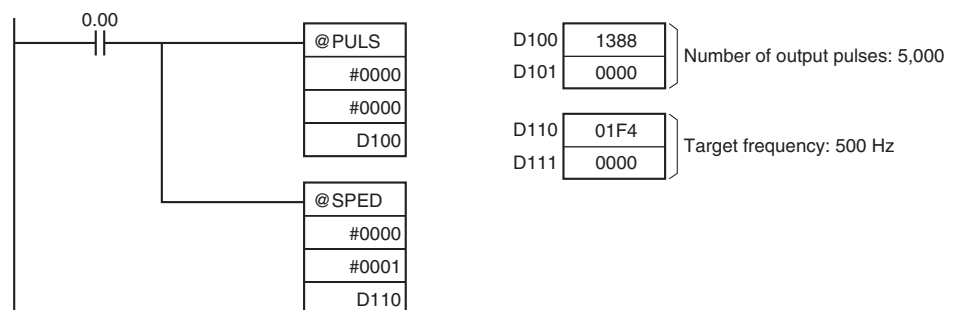 0.00
@PULS
#0000
#0000
D100
@SPED
#0000
#0001
D110
D100 1388
D101 0000
Number of output pulses: 5,000
D110 01F4
D111 0000
Target frequency: 500 Hz